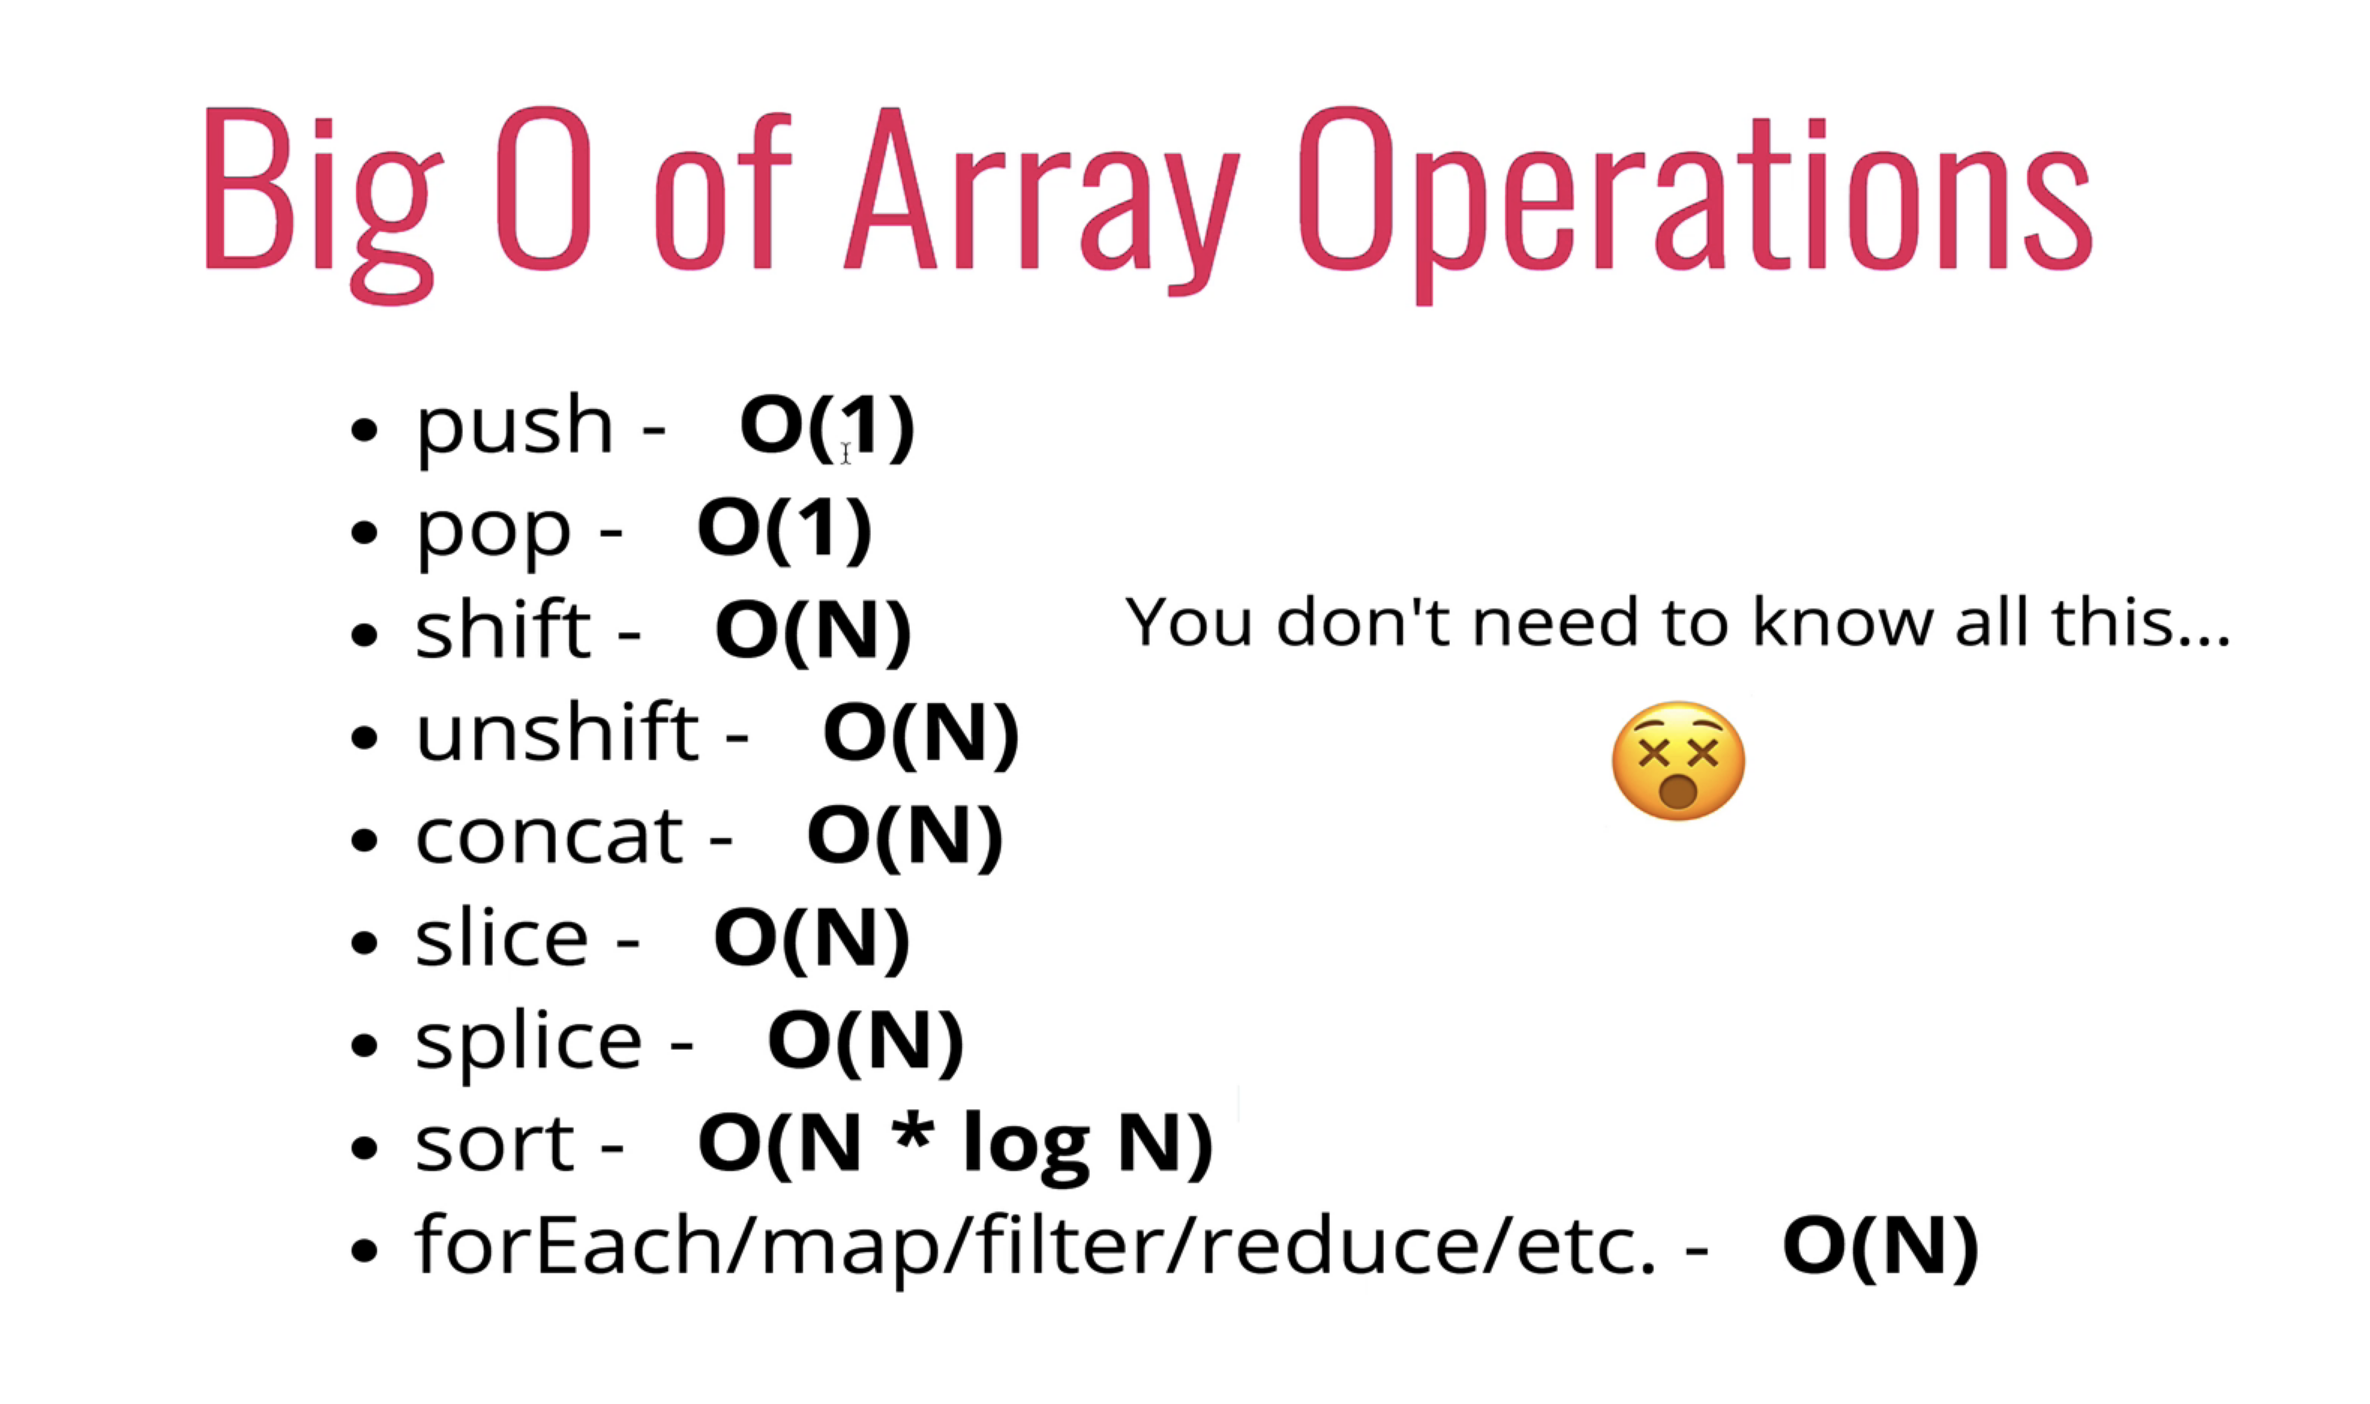 Big O of Array Operations
• push -   O(1)
• pop -   O(1)
• shift -   O(N)
• unshift -   O(N)
• concat -   O(N)
• slice -   O(N)
• splice -   O(N)
• sort -   O(N * log N)
• forEach/map/filter/reduce/etc. -   O(N)
You don't need to know all this...